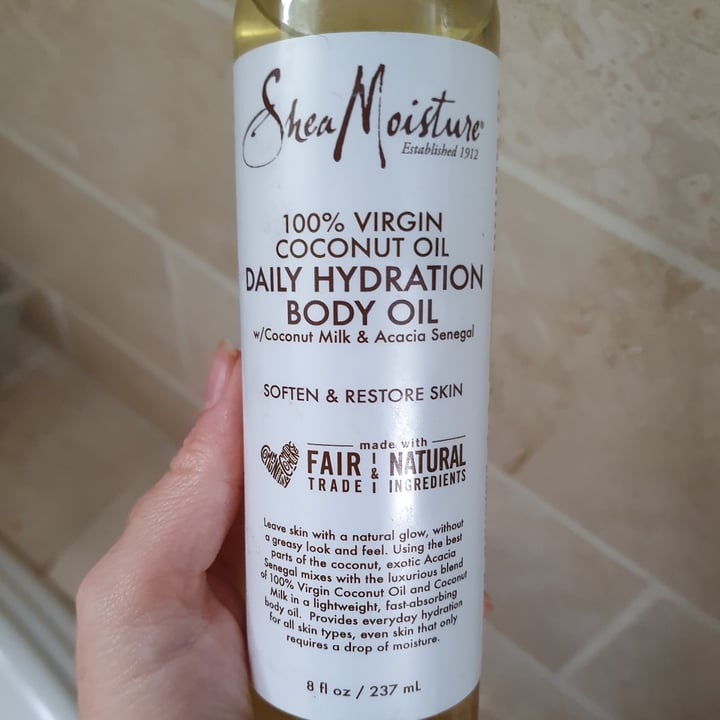 SheaMoisture®
Established 1912
100% VIRGIN
COCONUT OIL
DAILY HYDRATION
BODY OIL
w/Coconut Milk & Acacia Senegal
SOFTEN & RESTORE SKIN
made with
FAIR & NATURAL
TRADE INGREDIENTS
Leave skin with a natural glow, without
a greasy look and feel. Using the best
parts of the coconut, exotic Acacia
Senegal mixes with the luxurious blend
of 100% Virgin Coconut Oil and Coconut
Milk in a lightweight, fast-absorbing
body oil. Provides everyday hydration
for all skin types, even skin that only
requires a drop of moisture.
8 fl oz / 237 mL